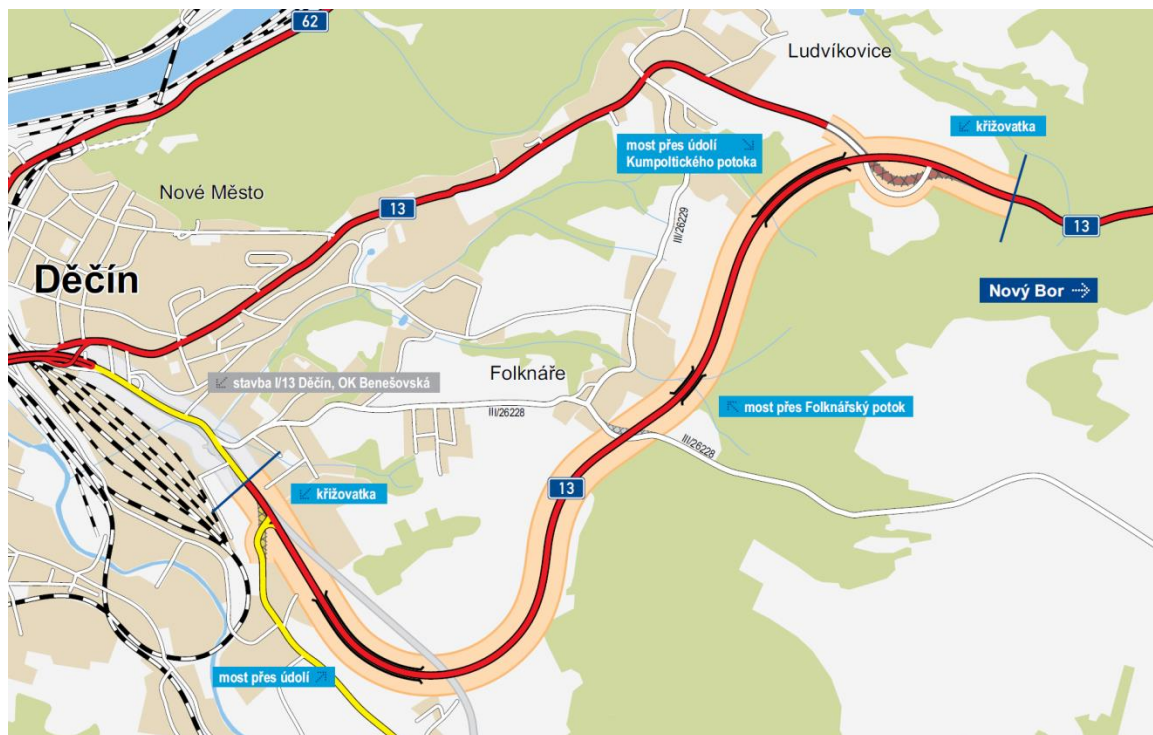 62
Ludvíkovice
křižovatka
most přes údolí
Kumpoltického potoka
Nové Město
13
III/26229
13
Děčín
Nový Bor
stavba I/13 Děčín, OK Benešovská
Folknáře
III/26228
most přes Folknářský potok
III/26228
13
křižovatka
most přes údolí